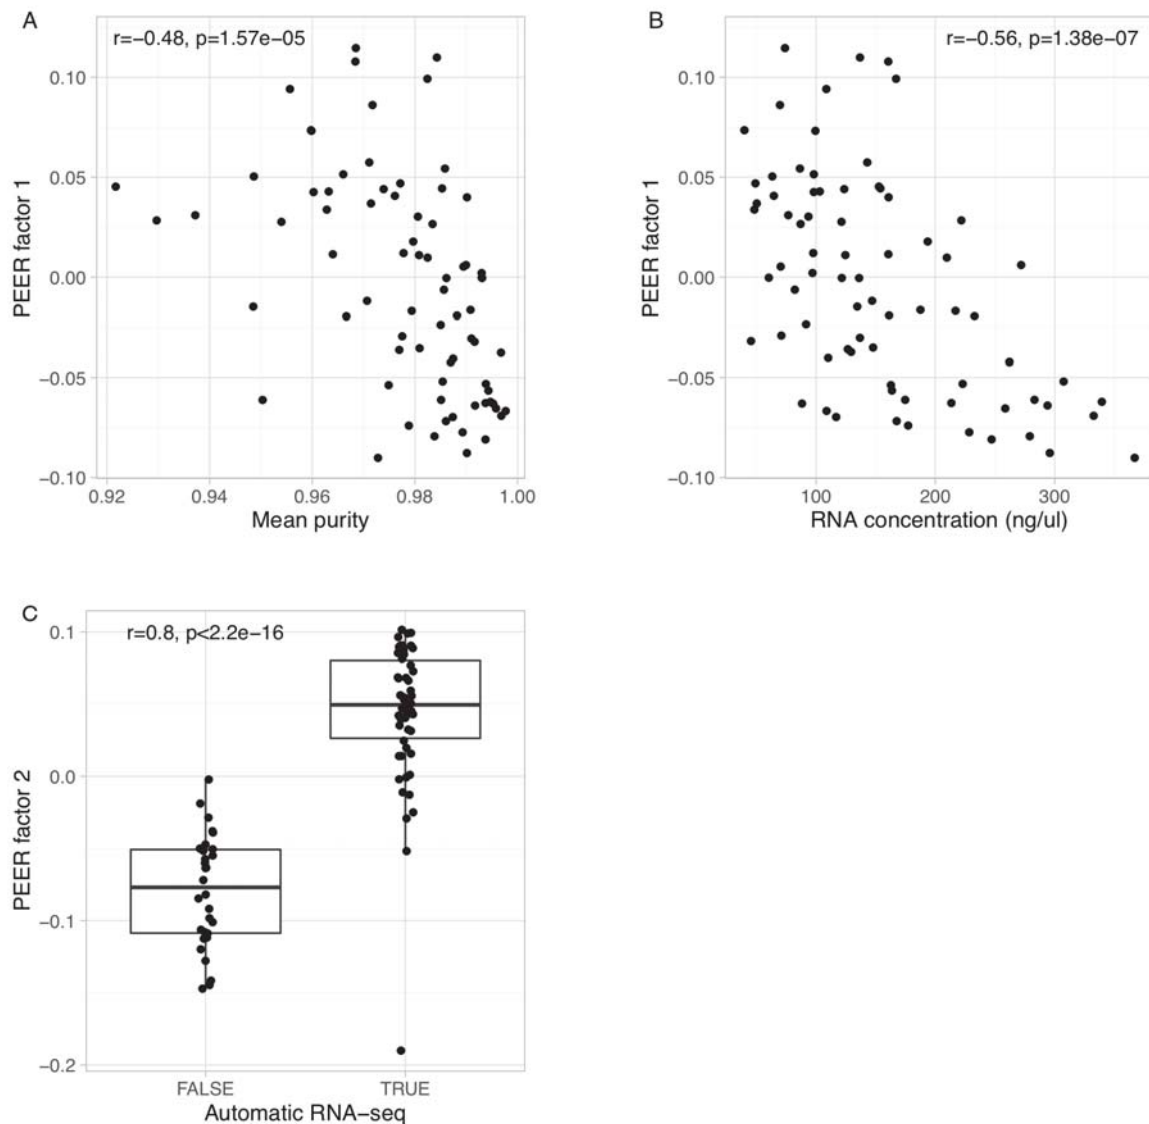 A
r=−0.48, p=1.57e−05
PEER factor 1
0.10
0.05
0.00
−0.05
−0.10
0.92 0.94 0.96 0.98 1.00
Mean purity
B
r=−0.56, p=1.38e−07
PEER factor 1
0.10
0.05
0.00
−0.05
−0.10
100 200 300
RNA concentration (ng/ul)
C
r=0.8, p<2.2e−16
PEER factor 2
0.1
0.0
−0.1
−0.2
FALSE TRUE
Automatic RNA−seq